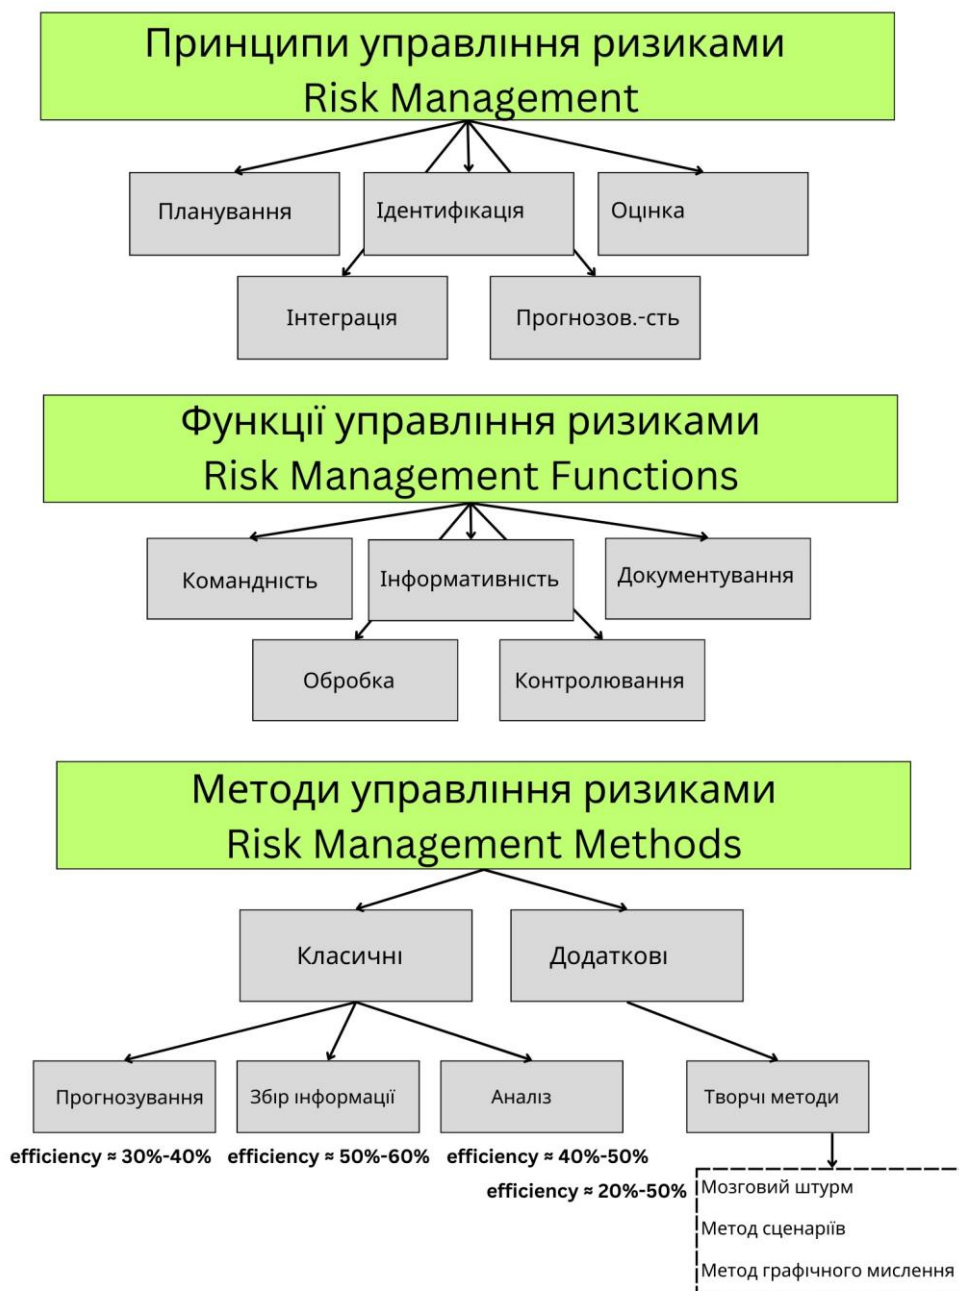 Принципи управління ризиками
Risk Management
Планування
Ідентифікація
Оцінка
Інтеграція
Прогнозов.-сть
Функції управління ризиками
Risk Management Functions
Командність
Інформативність
Документування
Обробка
Контролювання
Методи управління ризиками
Risk Management Methods
Класичні
Додаткові
Прогнозування
Збір інформації
Аналіз
Творчі методи
efficiency ≈ 30%-40%
efficiency ≈ 50%-60%
efficiency ≈ 40%-50%
efficiency ≈ 20%-50%
Мозговий штурм
Метод сценаріїв
Метод графічного мислення